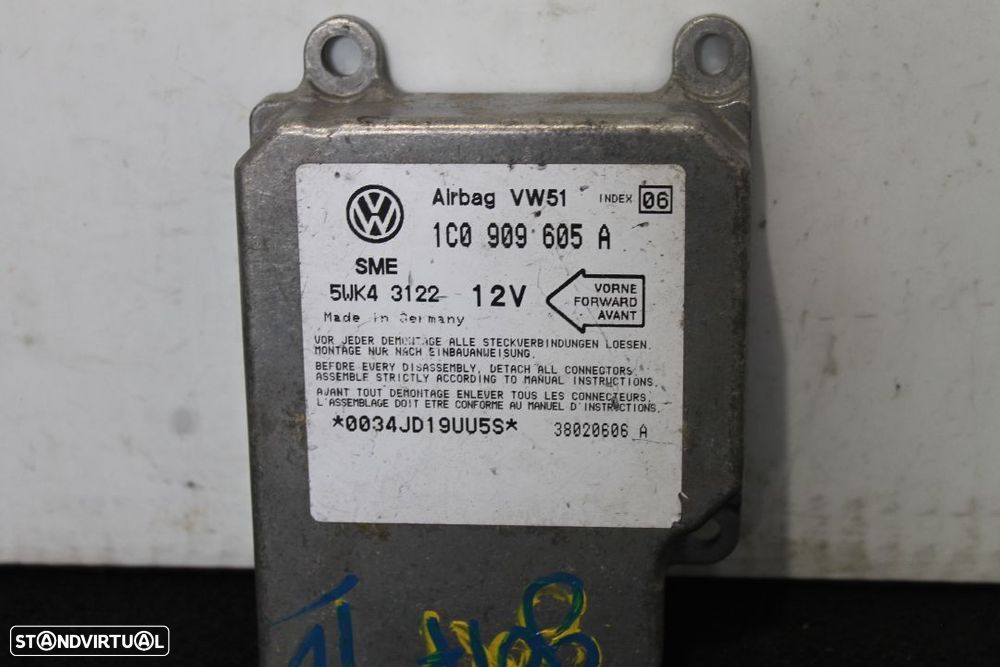 Airbag VW51 INDEX 06
1C0 909 605 A
SME
5WK4 3122 12V
VORNE
FORWARD
AVANT
Made in Germany
VOR JEDER DEMONTAGE ALLE STECKVERBINDUNGEN LOESEN.
MONTAGE NUR NACH EINBAUANWEISUNG.
BEFORE EVERY DISASSEMBLY, DETACH ALL CONNECTORS
ASSEMBLE STRICTLY ACCORDING TO MANUAL INSTRUCTIONS.
AVANT TOUT DEMONTAGE ENLEVER TOUS LES CONNECTEURS.
L'ASSEMBLAGE DOIT ETRE CONFORME AU MANUEL D'INSTRUCTIONS.
*0034JD19UU5S* 38020606 A
STANDVIRTUAL